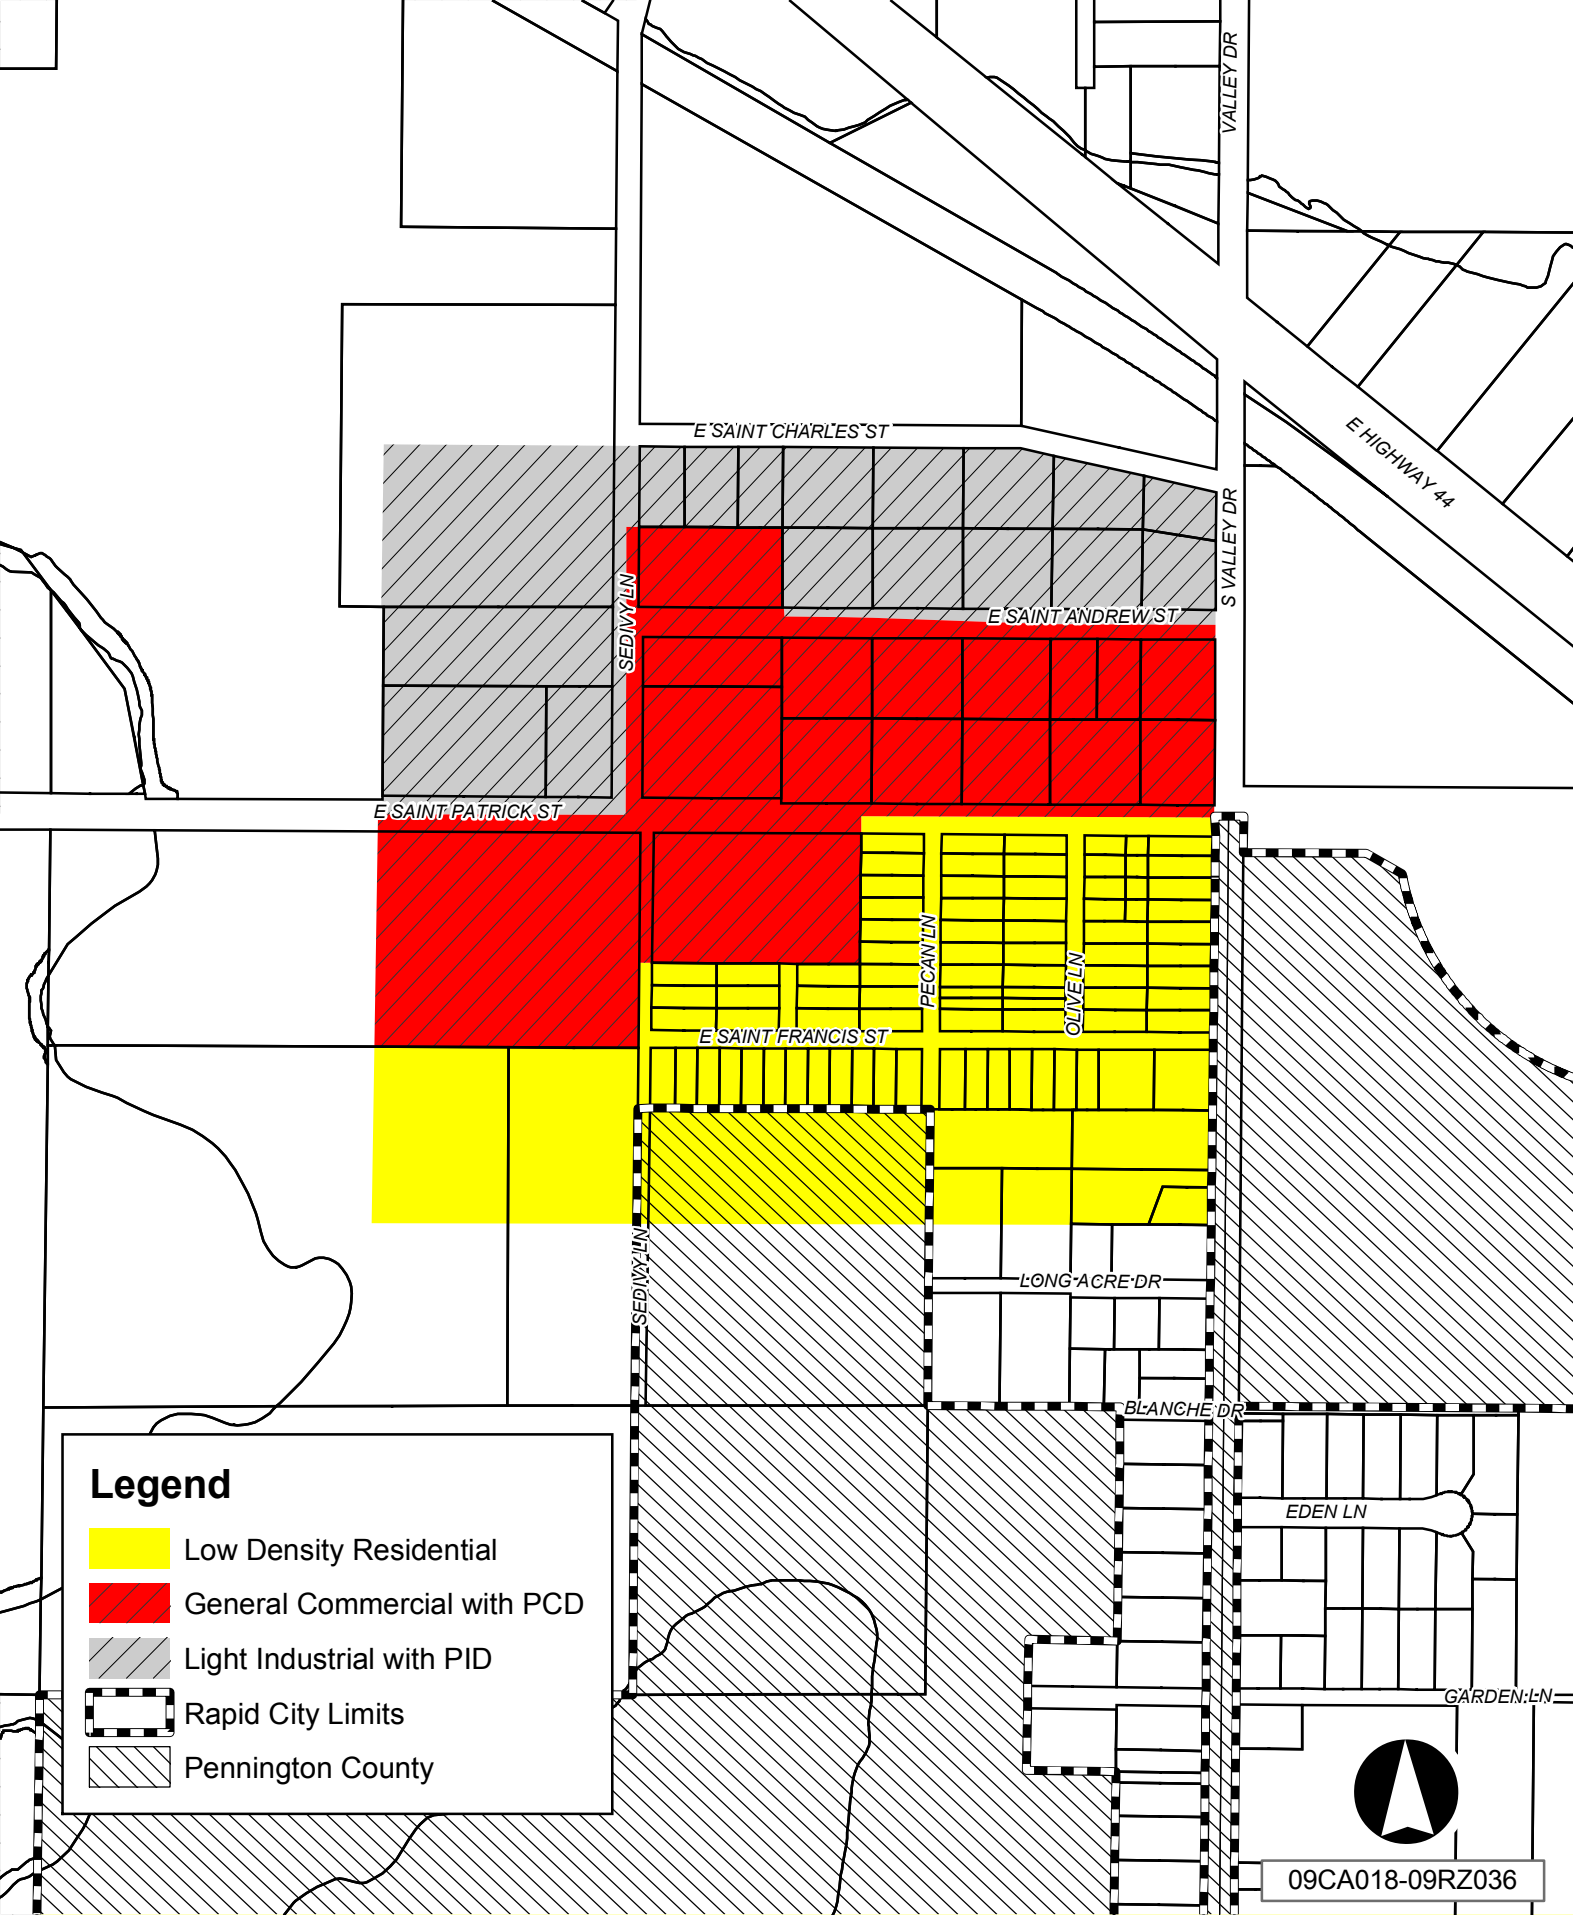 VALLEY DR
E SAINT CHARLES ST
E HIGHWAY 44
S VALLEY DR
SEDIVY LN
E SAINT ANDREW ST
E SAINT PATRICK ST
PECAN LN
OLIVE LN
E SAINT FRANCIS ST
SEDIVY LN
LONG ACRE DR
BLANCHE DR
EDEN LN
GARDEN LN
Legend
Low Density Residential
General Commercial with PCD
Light Industrial with PID
Rapid City Limits
Pennington County
09CA018-09RZ036